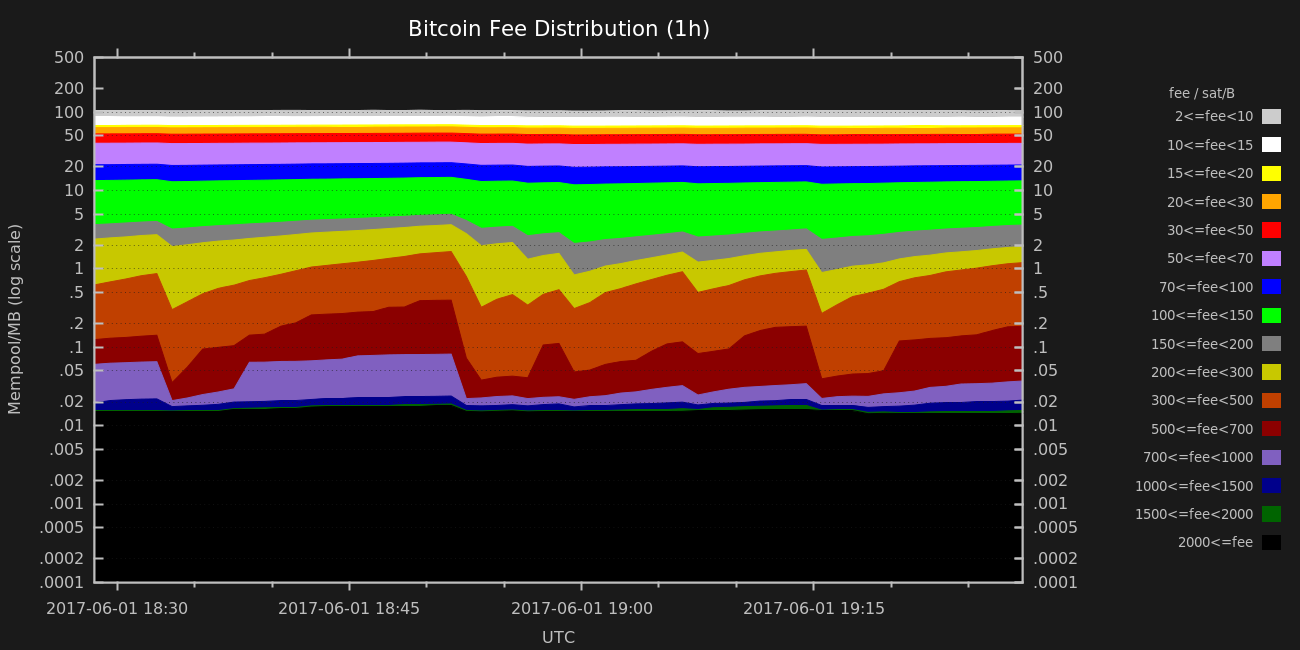 Bitcoin Fee Distribution (1h)
Mempool/MB (log scale)
500
200
100
50
20
10
5
2
1
.5
.2
.1
.05
.02
.01
.005
.002
.001
.0005
.0002
.0001
500
200
100
50
20
10
5
2
1
.5
.2
.1
.05
.02
.01
.005
.002
.001
.0005
.0002
.0001
2017-06-01 18:30 2017-06-01 18:45 2017-06-01 19:00 2017-06-01 19:15
UTC
fee / sat/B
2<=fee<10
10<=fee<15
15<=fee<20
20<=fee<30
30<=fee<50
50<=fee<70
70<=fee<100
100<=fee<150
150<=fee<200
200<=fee<300
300<=fee<500
500<=fee<700
700<=fee<1000
1000<=fee<1500
1500<=fee<2000
2000<=fee